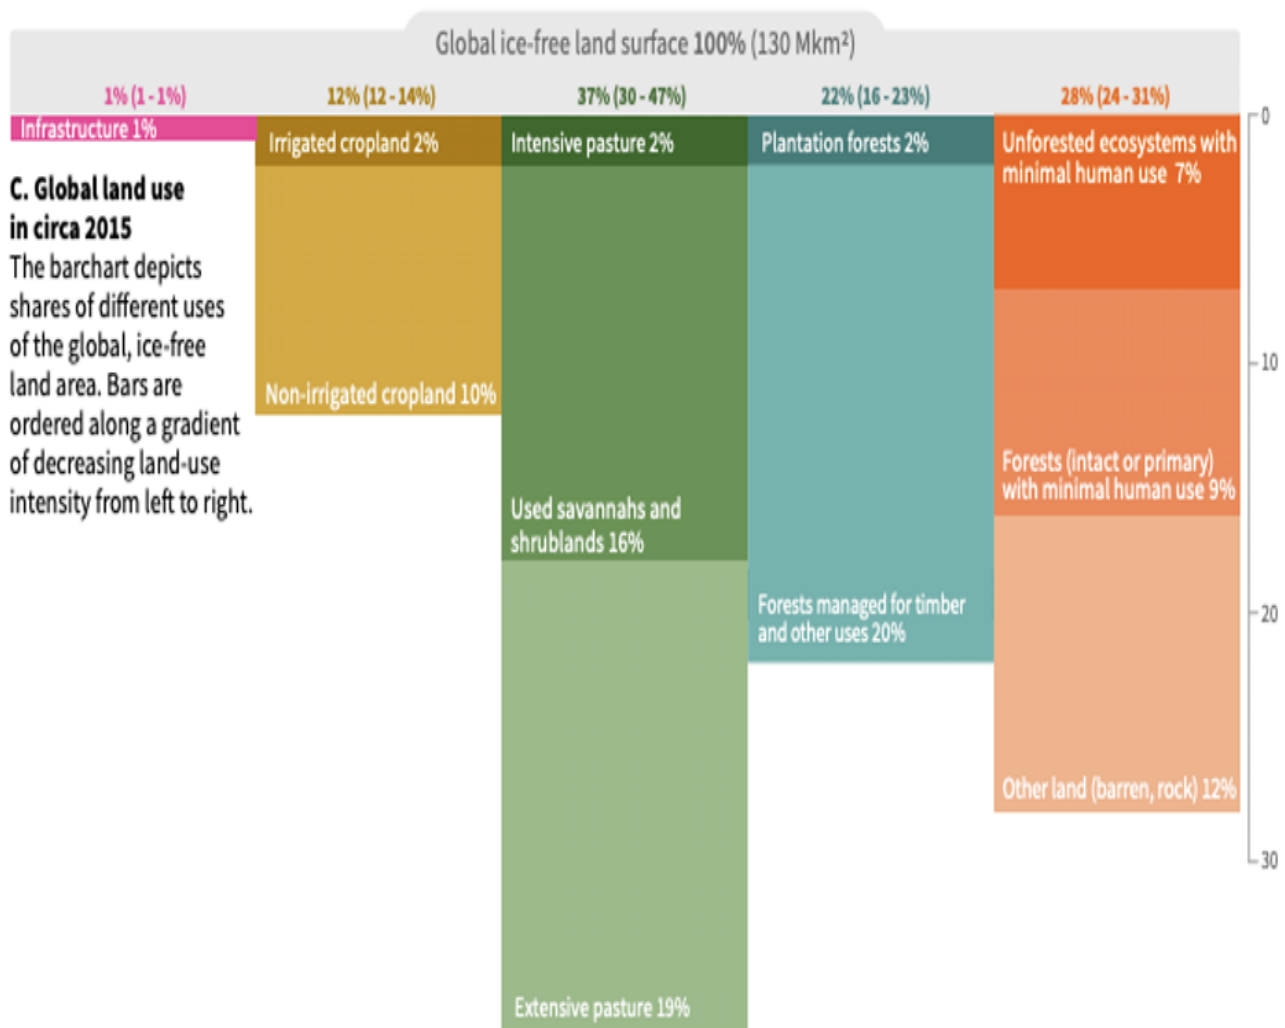 Global ice-free land surface 100% (130 Mkm²)
1% (1 - 1%)
12% (12 - 14%)
37% (30 - 47%)
22% (16 - 23%)
28% (24 - 31%)
Infrastructure 1%
C. Global land use
in circa 2015
The barchart depicts
shares of different uses
of the global, ice-free
land area. Bars are
ordered along a gradient
of decreasing land-use
intensity from left to right.
Irrigated cropland 2%
Non-irrigated cropland 10%
Intensive pasture 2%
Used savannahs and
shrublands 16%
Extensive pasture 19%
Plantation forests 2%
Forests managed for timber
and other uses 20%
Unforested ecosystems with
minimal human use 7%
Forests (intact or primary)
with minimal human use 9%
Other land (barren, rock) 12%
0
10
20
30